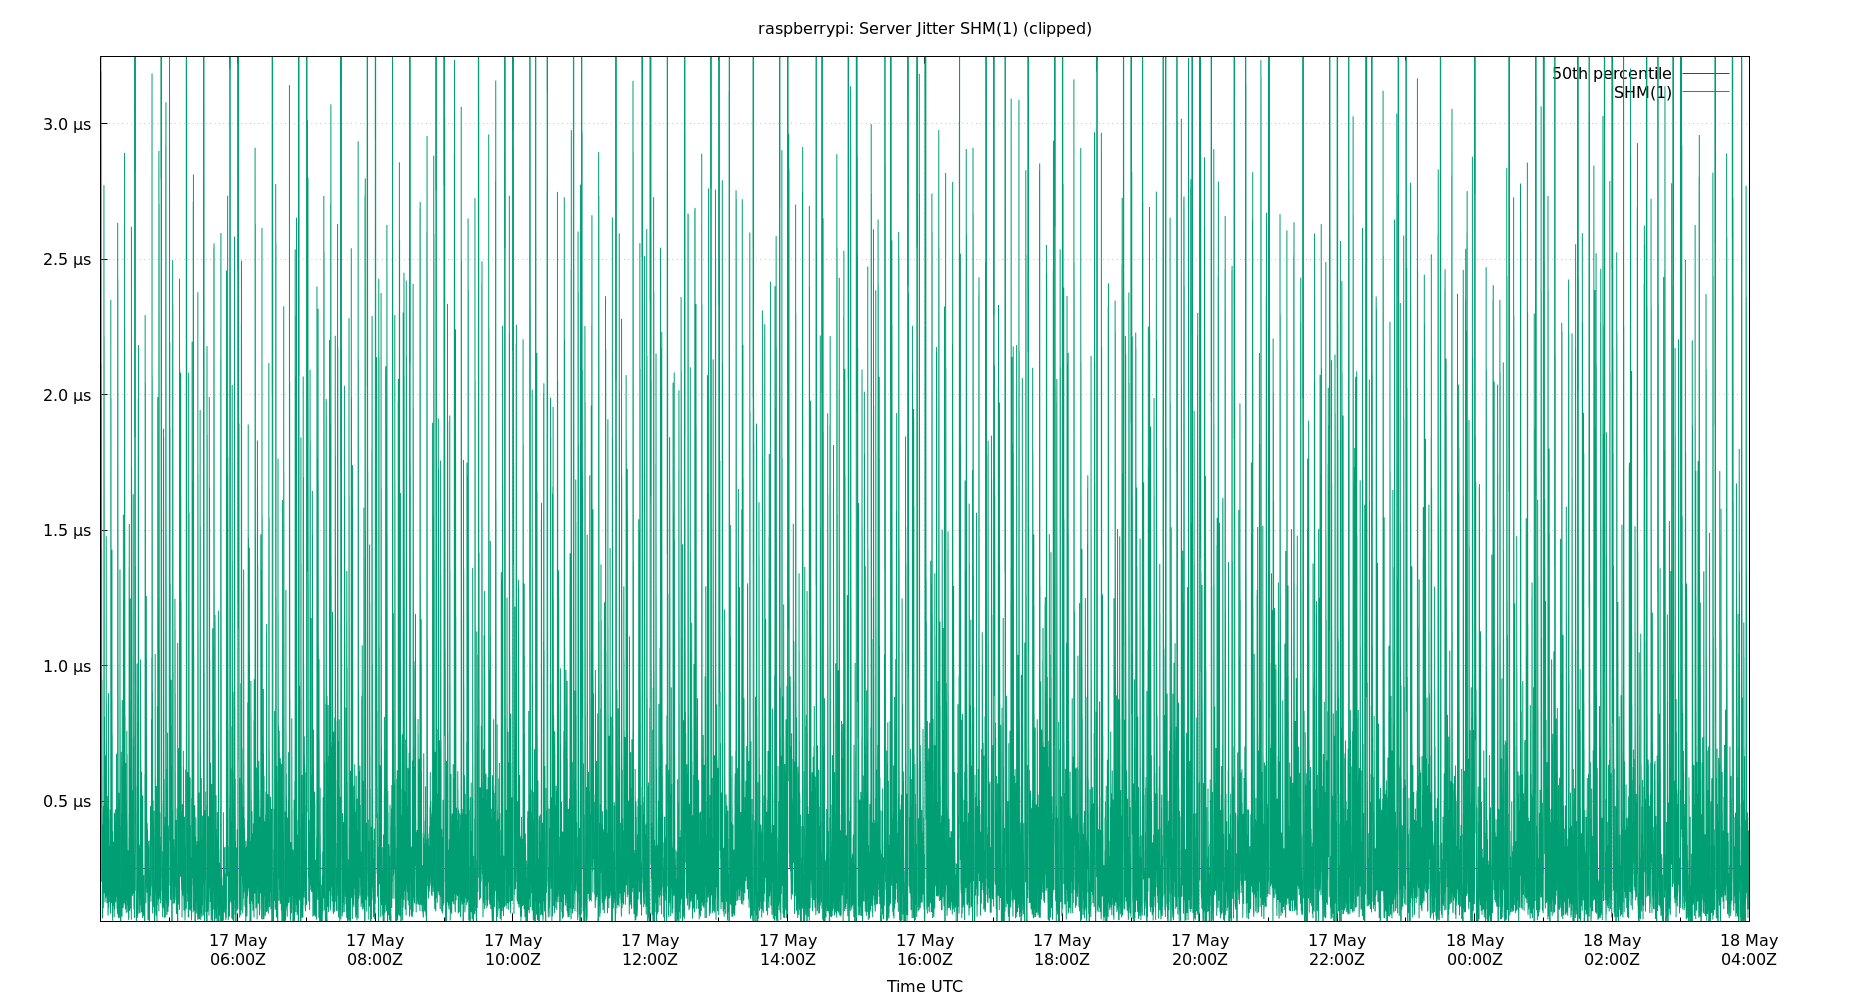 raspberrypi: Server Jitter SHM(1) (clipped)
50th percentile
SHM(1)
3.0 µs
2.5 µs
2.0 µs
1.5 µs
1.0 µs
0.5 µs
17 May 17 May 17 May 17 May 17 May 17 May 17 May 17 May 17 May 18 May 18 May 18 May
06:00Z 08:00Z 10:00Z 12:00Z 14:00Z 16:00Z 18:00Z 20:00Z 22:00Z 00:00Z 02:00Z 04:00Z
Time UTC